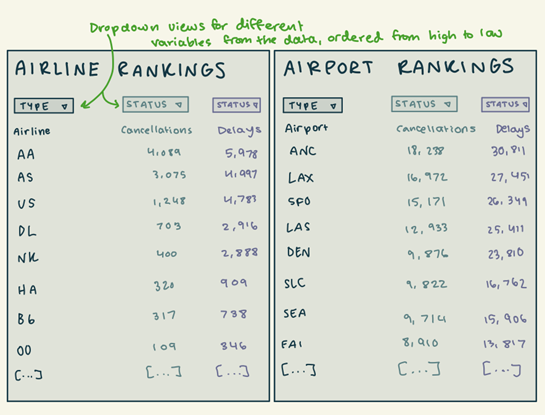 Dropdown views for different
variables from the data, ordered from high to low
AIRLINE RANKINGS
TYPE ▽ STATUS ▽ STATUS ▽
Airline Cancellations Delays
AA 4,089 5,978
AS 3,075 4,997
US 1,248 4,783
DL 703 2,916
NK 400 2,888
HA 320 909
B6 317 738
OO 109 346
[...] [...] [...]
AIRPORT RANKINGS
TYPE ▽ STATUS ▽ STATUS ▽
Airport Cancellations Delays
ANC 18,238 30,811
LAX 16,972 27,451
SFO 15,171 26,349
LAS 12,933 25,411
DEN 9,876 23,810
SLC 9,822 16,762
SEA 9,714 15,906
FAI 8,910 13,817
[...] [...] [...]